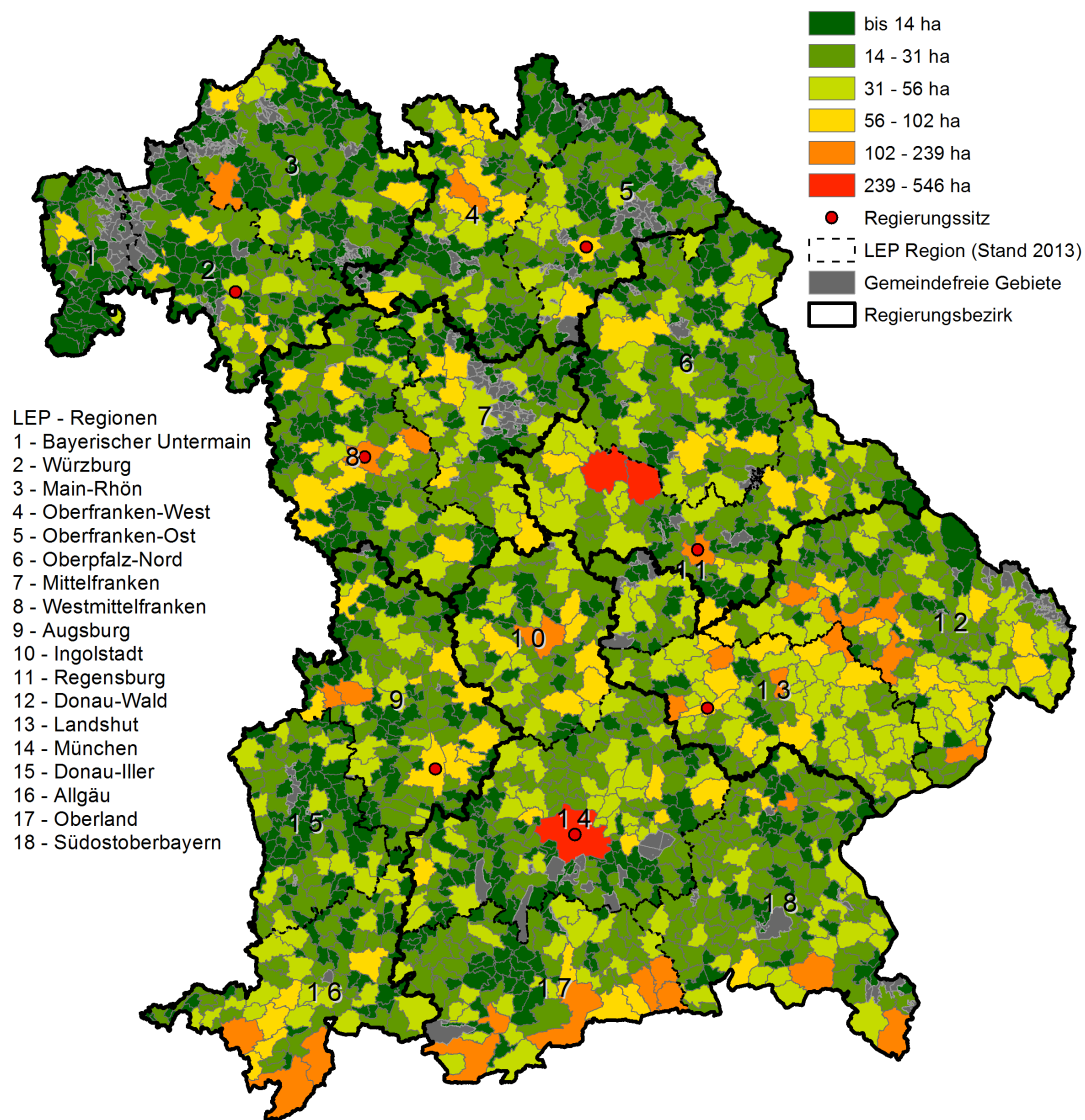 bis 14 ha
14 - 31 ha
31 - 56 ha
56 - 102 ha
102 - 239 ha
239 - 546 ha
Regierungssitz
LEP Region (Stand 2013)
Gemeindefreie Gebiete
Regierungsbezirk
3
4
5
1
2
6
7
8
LEP - Regionen
1 - Bayerischer Untermain
2 - Würzburg
3 - Main-Rhön
4 - Oberfranken-West
5 - Oberfranken-Ost
6 - Oberpfalz-Nord
7 - Mittelfranken
8 - Westmittelfranken
9 - Augsburg
10 - Ingolstadt
11 - Regensburg
12 - Donau-Wald
13 - Landshut
14 - München
15 - Donau-Iller
16 - Allgäu
17 - Oberland
18 - Südostoberbayern
11
12
10
13
9
14
15
18
17
16